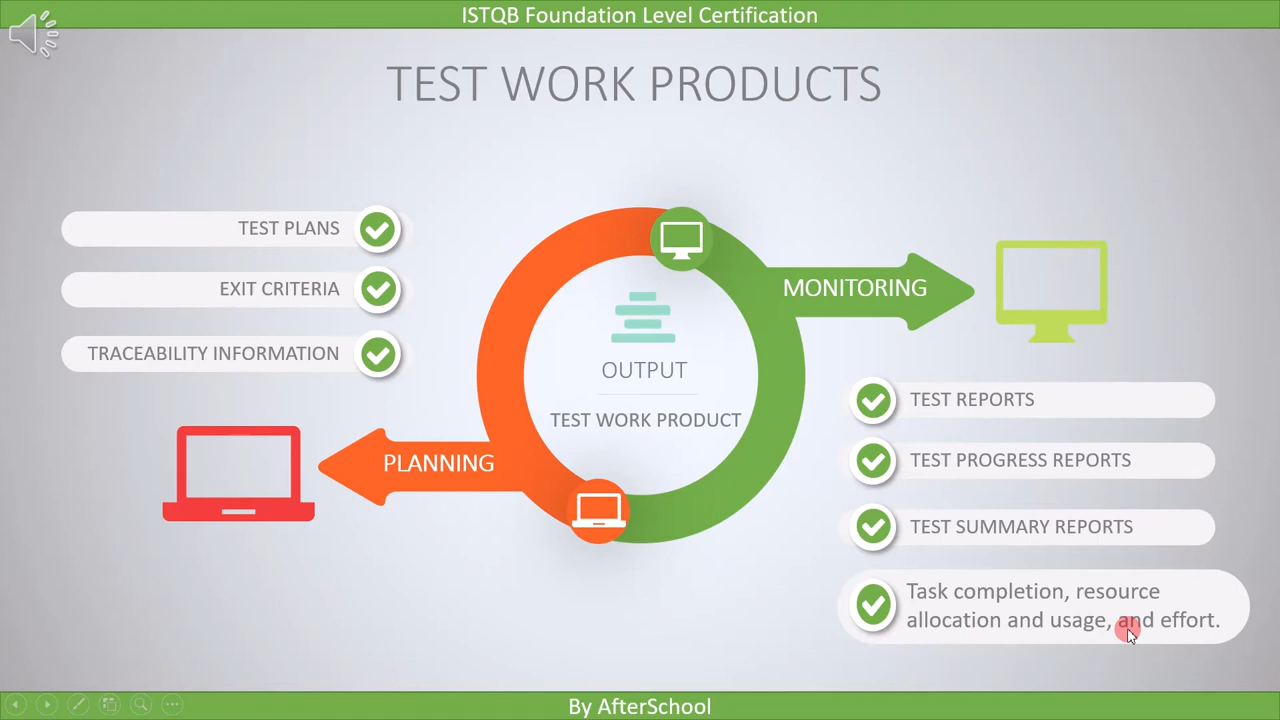 ISTQB Foundation Level Certification
TEST WORK PRODUCTS
TEST PLANS
EXIT CRITERIA
TRACEABILITY INFORMATION
PLANNING
OUTPUT
TEST WORK PRODUCT
MONITORING
TEST REPORTS
TEST PROGRESS REPORTS
TEST SUMMARY REPORTS
Task completion, resource
allocation and usage, and effort.
By AfterSchool